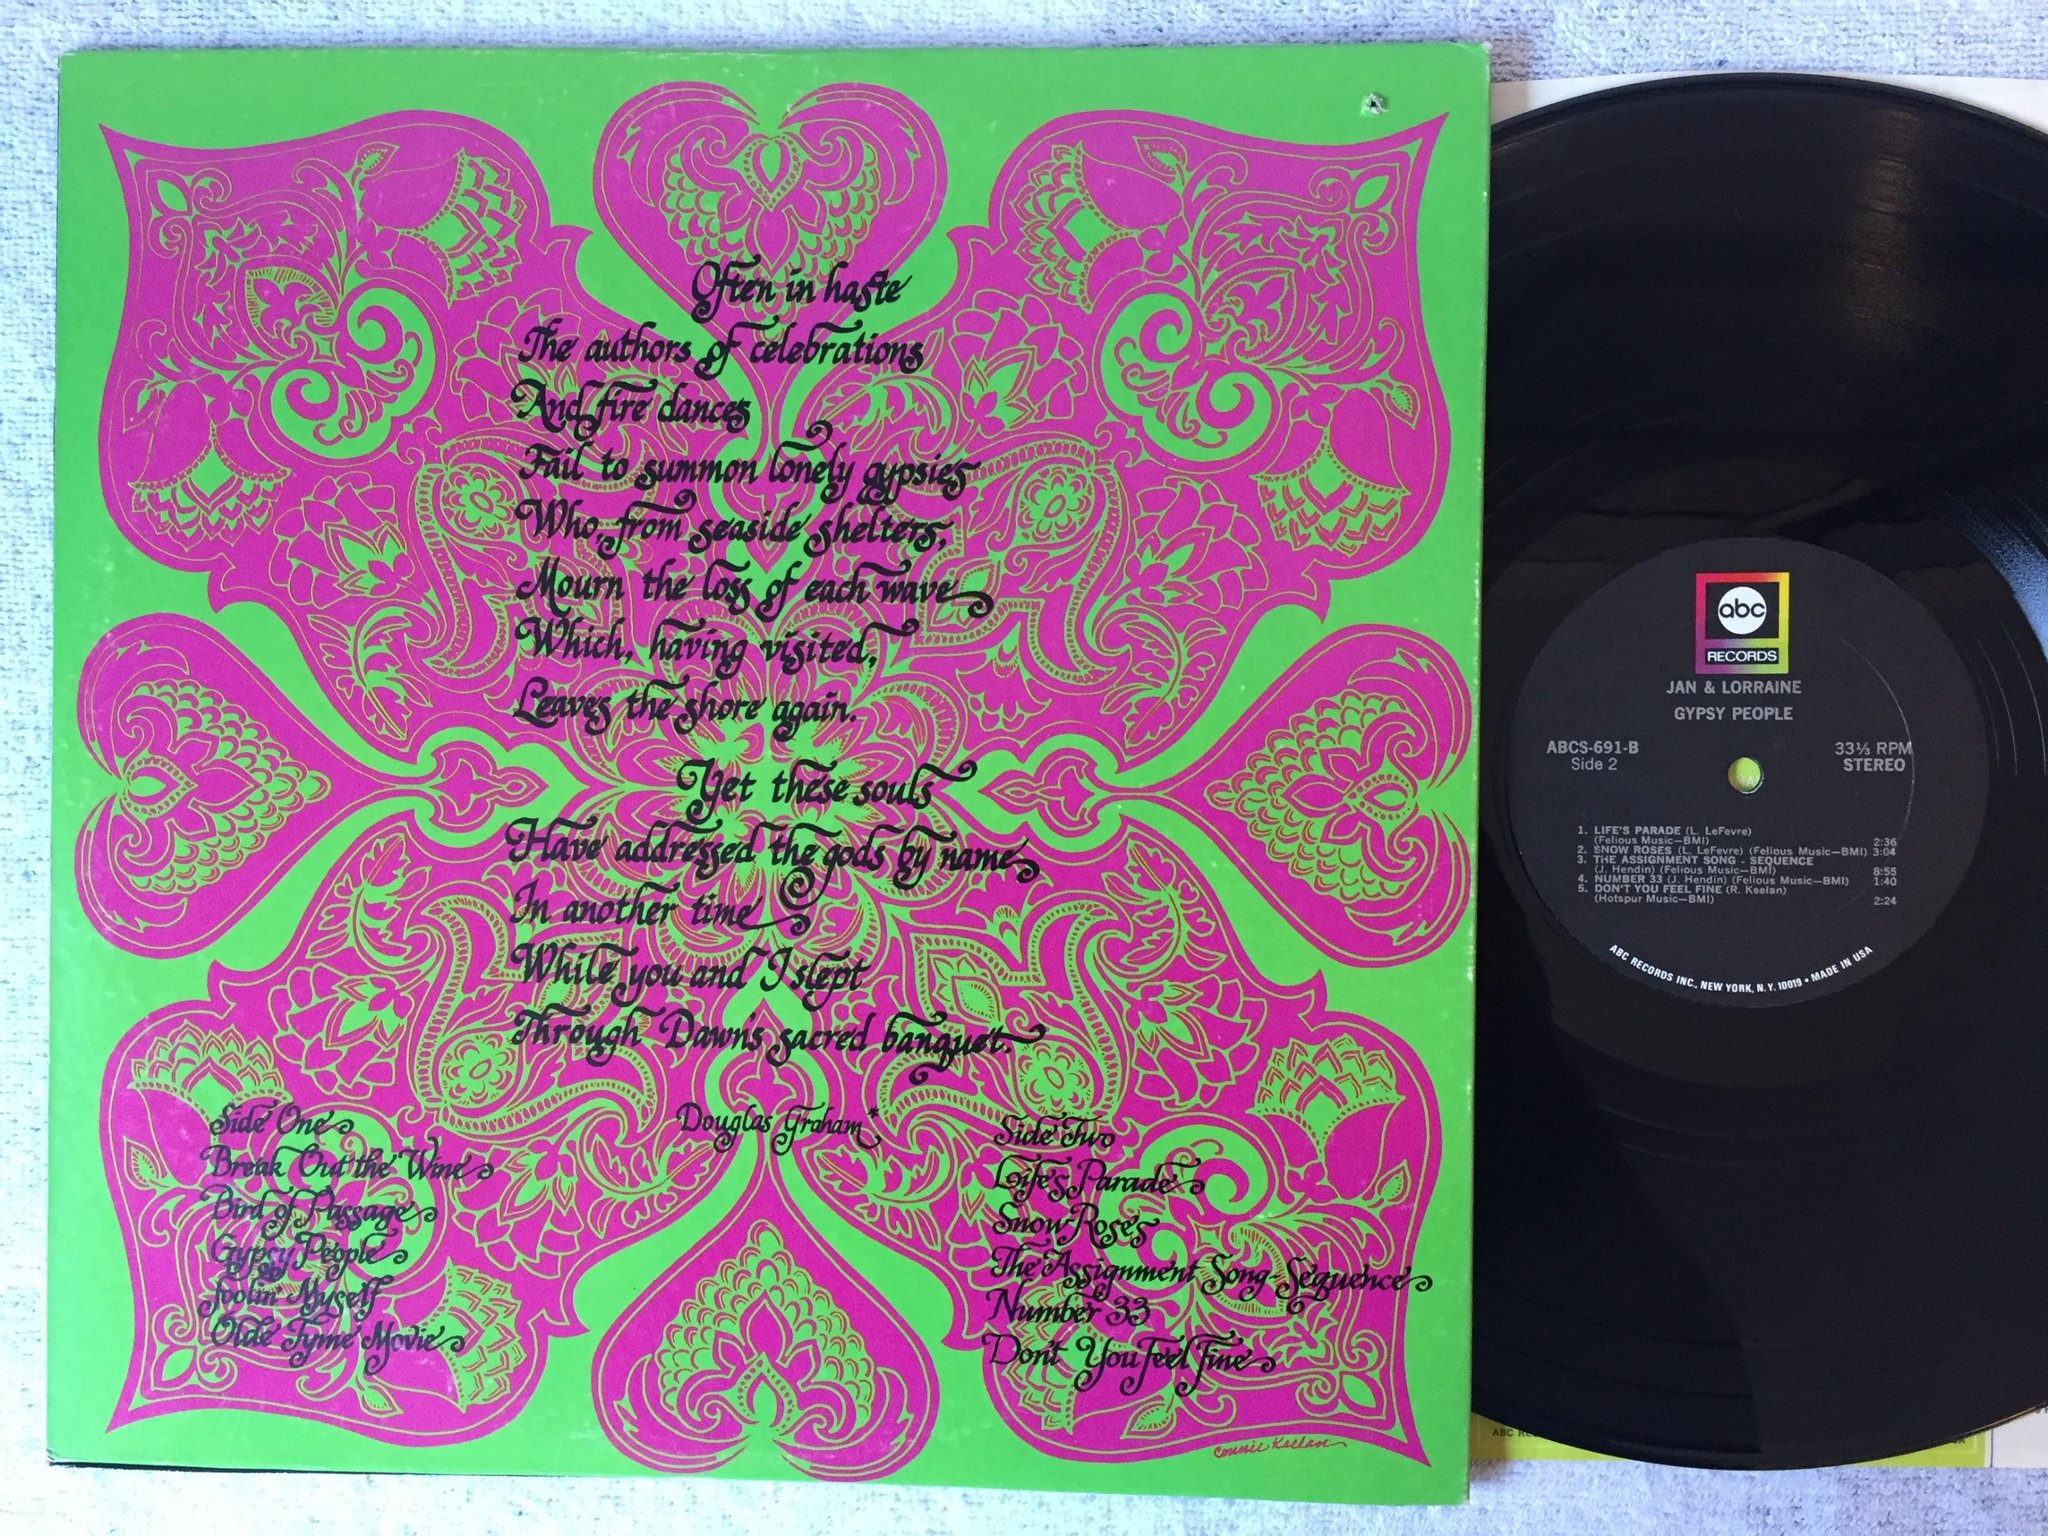 Often in haste
The authors of celebrations
And fire dances
Fail to summon lonely gypsies
Who, from seaside shelters,
Mourn the loss of each wave
Which, having visited,
Leaves the shore again.
Yet these souls
Have addressed the gods by name
In another time
While you and I slept
Through Dawn's sacred banquet.
Douglas Graham*
Side One
Break Out the Wine
Bird of Passage
Gypsy People
Foolin' Myself
Olde Tyme Movie
Side Two
Life's Parade
Snow Roses
The Assignment Song-Sequence
Number 33
Don't You Feel Fine
Connie Keelan
abc
RECORDS
JAN & LORRAINE
GYPSY PEOPLE
ABCS-691-B
Side 2
33⅓ RPM
STEREO
1. LIFE'S PARADE (L. LeFevre)
(Felious Music—BMI) 2:36
2. SNOW ROSES (L. LeFevre) (Felious Music—BMI) 3:04
3. THE ASSIGNMENT SONG - SEQUENCE
(J. Hendin) (Felious Music—BMI) 8:55
4. NUMBER 33 (J. Hendin) (Felious Music—BMI) 1:40
5. DON'T YOU FEEL FINE (R. Keelan)
(Hotspur Music—BMI) 2:24
ABC RECORDS INC., NEW YORK, N.Y. 10019 • MADE IN USA
ABC